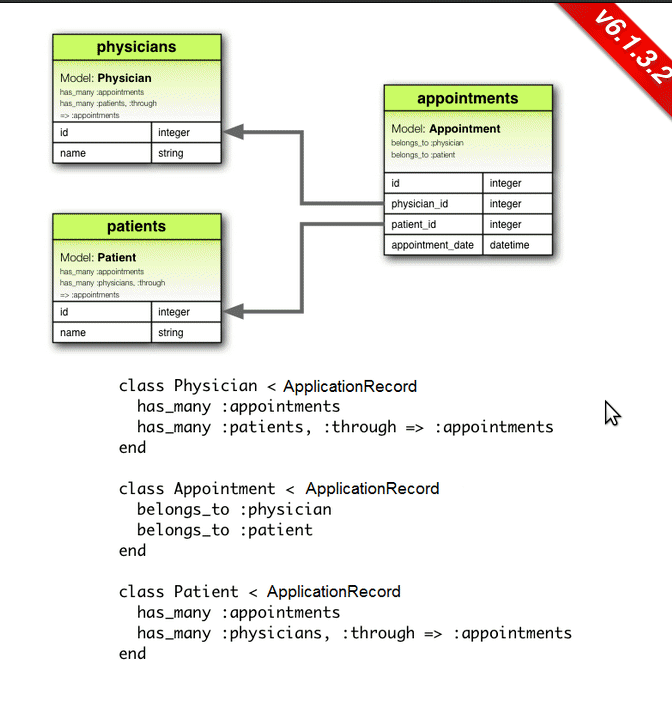 v6.1.3.2
physicians
Model: Physician
has_many :appointments
has_many :patients, :through
=> :appointments
id integer
name string
appointments
Model: Appointment
belongs_to :physician
belongs_to :patient
id integer
physician_id integer
patient_id integer
appointment_date datetime
patients
Model: Patient
has_many :appointments
has_many :physicians, :through
=> :appointments
id integer
name string
class Physician < ApplicationRecord
has_many :appointments
has_many :patients, :through => :appointments
end
class Appointment < ApplicationRecord
belongs_to :physician
belongs_to :patient
end
class Patient < ApplicationRecord
has_many :appointments
has_many :physicians, :through => :appointments
end